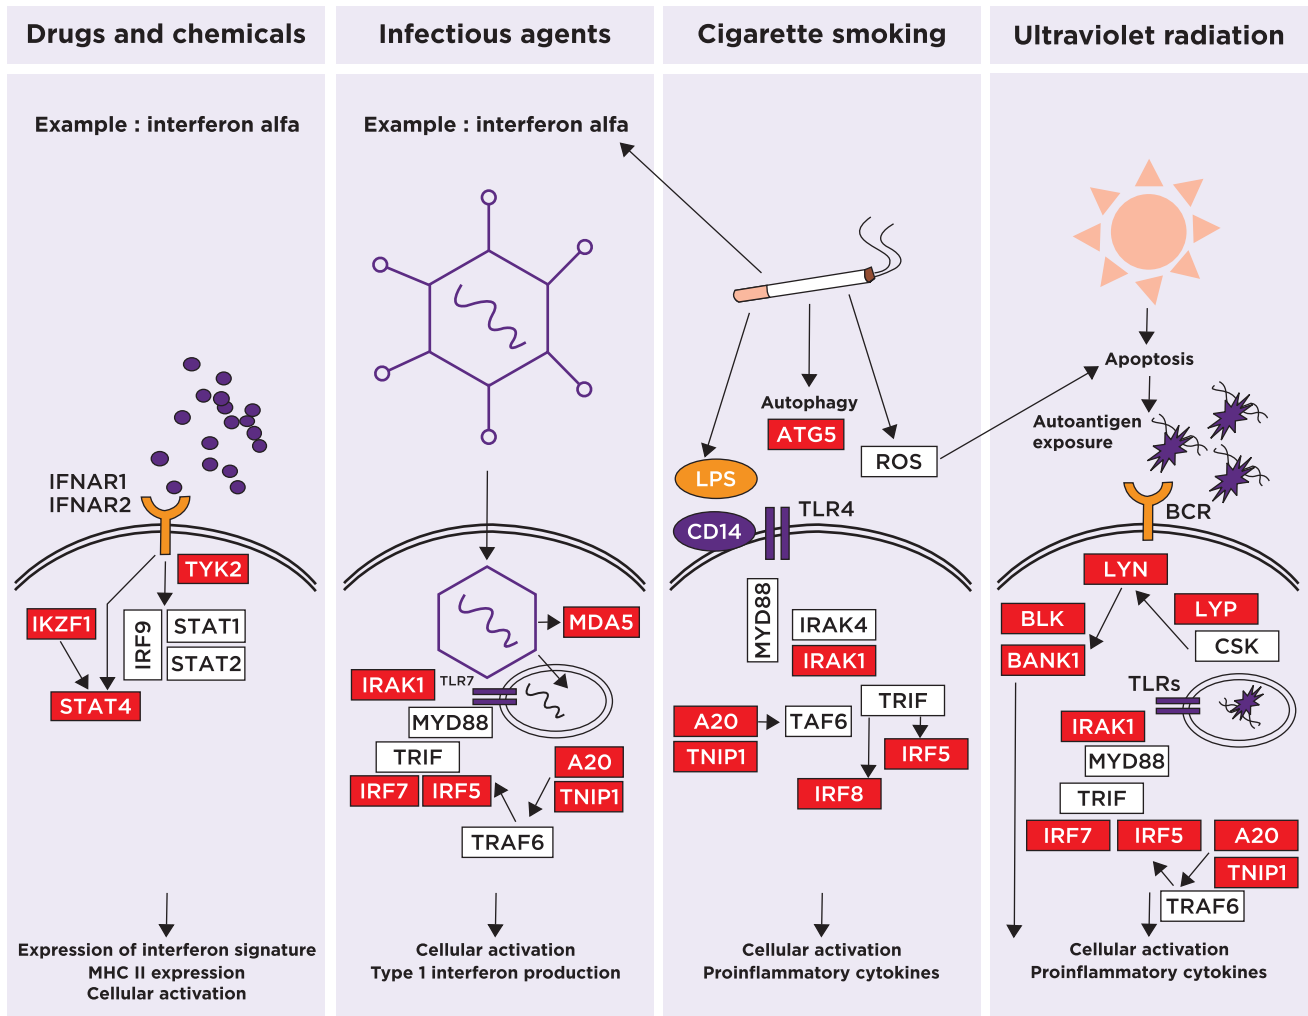 Drugs and chemicals
Example : interferon alfa
IFNAR1
IFNAR2
TYK2
IKZF1
IRF9
STAT1
STAT2
STAT4
Expression of interferon signature
MHC II expression
Cellular activation
Infectious agents
Example : interferon alfa
MDA5
IRAK1
TLR7
MYD88
TRIF
IRF7
IRF5
A20
TNIP1
TRAF6
Cellular activation
Type 1 interferon production
Cigarette smoking
Autophagy
ATG5
ROS
LPS
CD14
TLR4
MYD88
IRAK4
IRAK1
TRIF
A20
TAF6
TNIP1
IRF5
IRF8
Cellular activation
Proinflammatory cytokines
Ultraviolet radiation
Apoptosis
Autoantigen
exposure
BCR
LYN
LYP
BLK
CSK
BANK1
TLRs
IRAK1
MYD88
TRIF
IRF7
IRF5
A20
TNIP1
TRAF6
Cellular activation
Proinflammatory cytokines